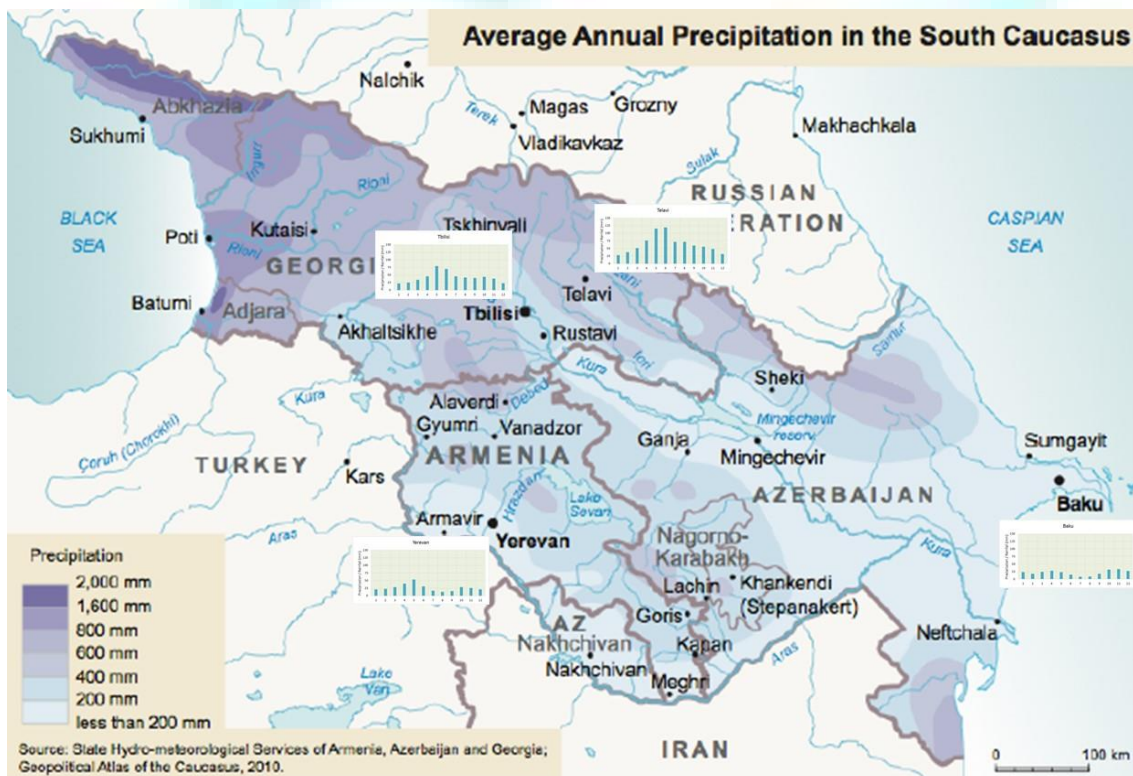 Average Annual Precipitation in the South Caucasus
Nalchik
Magas
Grozny
Terek
Vladikavkaz
Makhachkala
Abkhazia
Sukhumi
Inguri
Rioni
Sulak
RUSSIAN
ERATION
BLACK
SEA
CASPIAN
SEA
Poti
Kutaisi
Rioni
Tskhinvali
GEORGI
Tbilisi
Telavi
Batumi
Adjara
Akhaltsikhe
Tbilisi
Telavi
Rustavi
Iori
Kura
Samur
Sheki
Kura
Alaverdi
Debed
Gyumri
Vanadzor
Mingechevir
reserv.
Ganja
Mingechevir
Sumgayit
Çoruh (Chorokhi)
TURKEY
ARMENIA
Kars
AZERBAIJAN
Baku
Hrazdan
Lake
Sevan
Armavir
Yerevan
Aras
Nagorno-
Karabakh
Kura
Baku
Yerevan
Khankendi
(Stepanakert)
Lachin
Goris
AZ
Nakhchivan
Nakhchivan
Kapan
Aras
Neftchala
Meghri
Lake
Van
IRAN
Precipitation
2,000 mm
1,600 mm
800 mm
600 mm
400 mm
200 mm
less than 200 mm
Source: State Hydro-meteorological Services of Armenia, Azerbaijan and Georgia;
Geopolitical Atlas of the Caucasus, 2010.
0 100 km